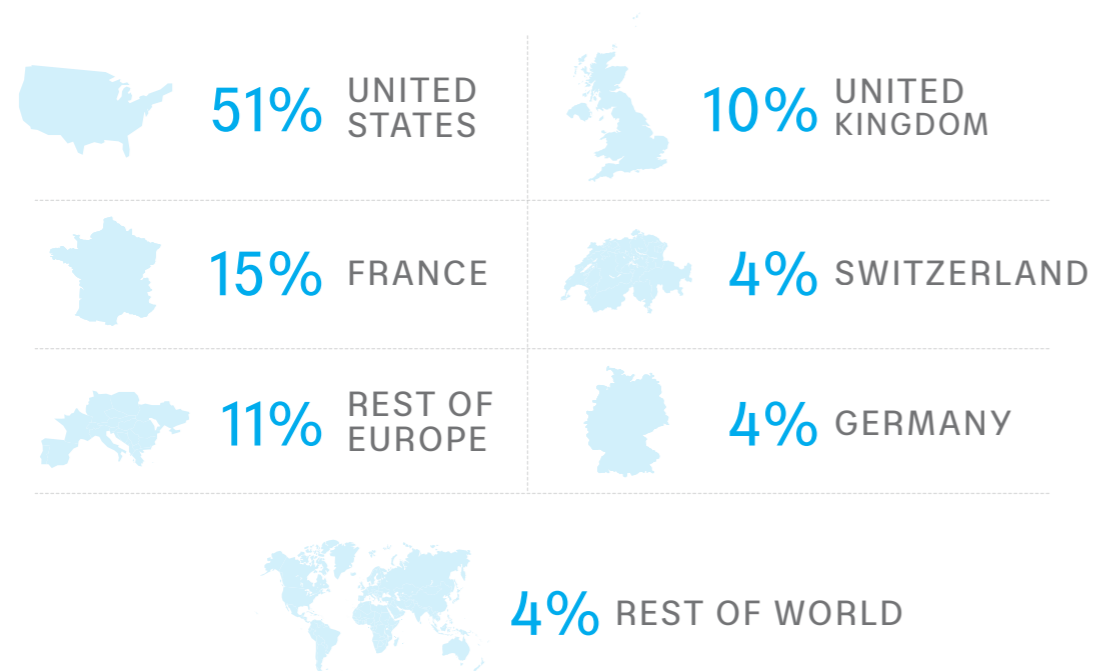 51% UNITED
STATES
10% UNITED
KINGDOM
15% FRANCE
4% SWITZERLAND
11% REST OF
EUROPE
4% GERMANY
4% REST OF WORLD